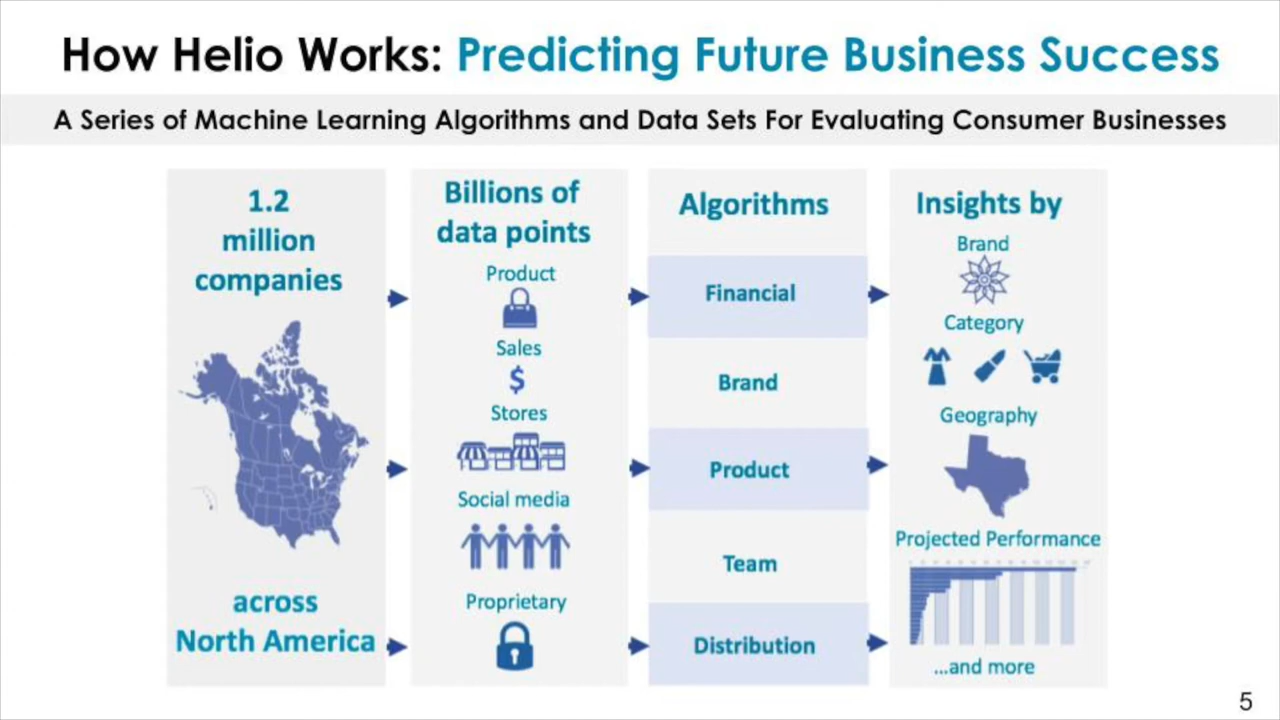 How Helio Works: Predicting Future Business Success
A Series of Machine Learning Algorithms and Data Sets For Evaluating Consumer Businesses
1.2
million
companies
across
North America
Billions of
data points
Product
Sales
$
Stores
Social media
Proprietary
Algorithms
Financial
Brand
Product
Team
Distribution
Insights by
Brand
Category
Geography
Projected Performance
...and more
5